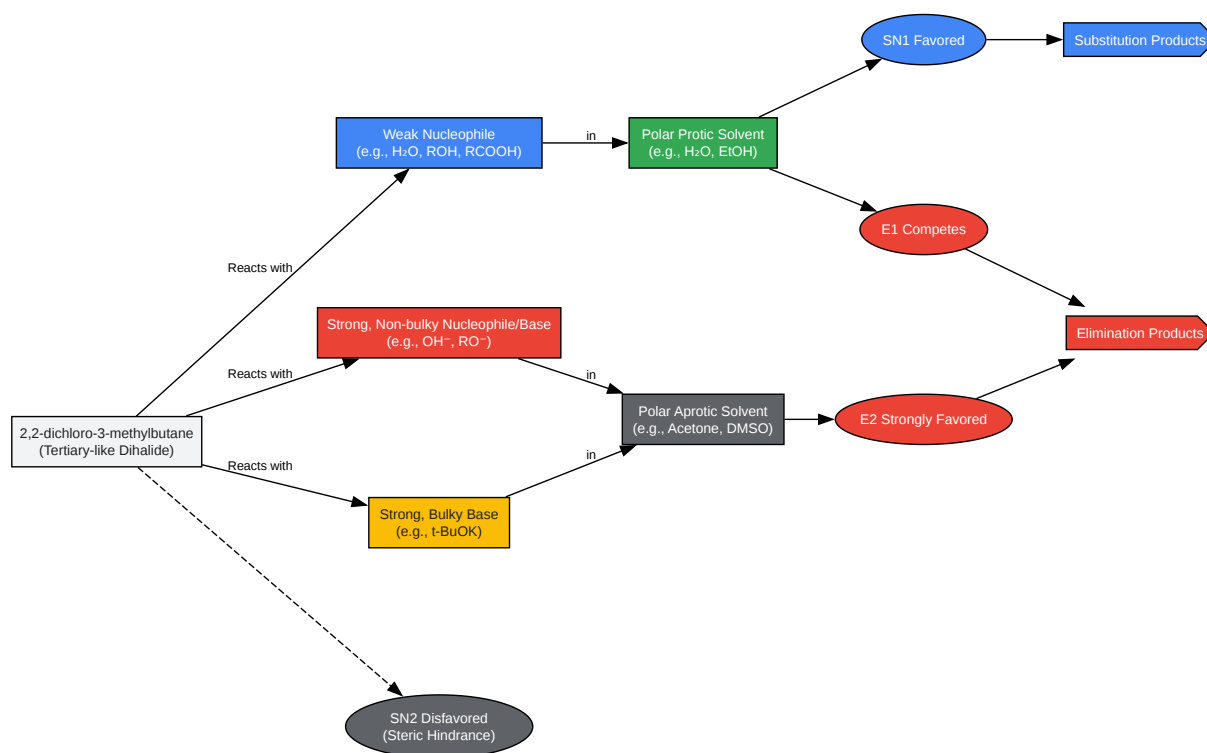 SN1 Favored
Substitution Products
Weak Nucleophile
(e.g., H₂O, ROH, RCOOH)
in
Polar Protic Solvent
(e.g., H₂O, EtOH)
E1 Competes
Reacts with
Strong, Non-bulky Nucleophile/Base
(e.g., OH⁻, RO⁻)
Elimination Products
Reacts with
in
2,2-dichloro-3-methylbutane
(Tertiary-like Dihalide)
Polar Aprotic Solvent
(e.g., Acetone, DMSO)
E2 Strongly Favored
Reacts with
in
Strong, Bulky Base
(e.g., t-BuOK)
SN2 Disfavored
(Steric Hindrance)